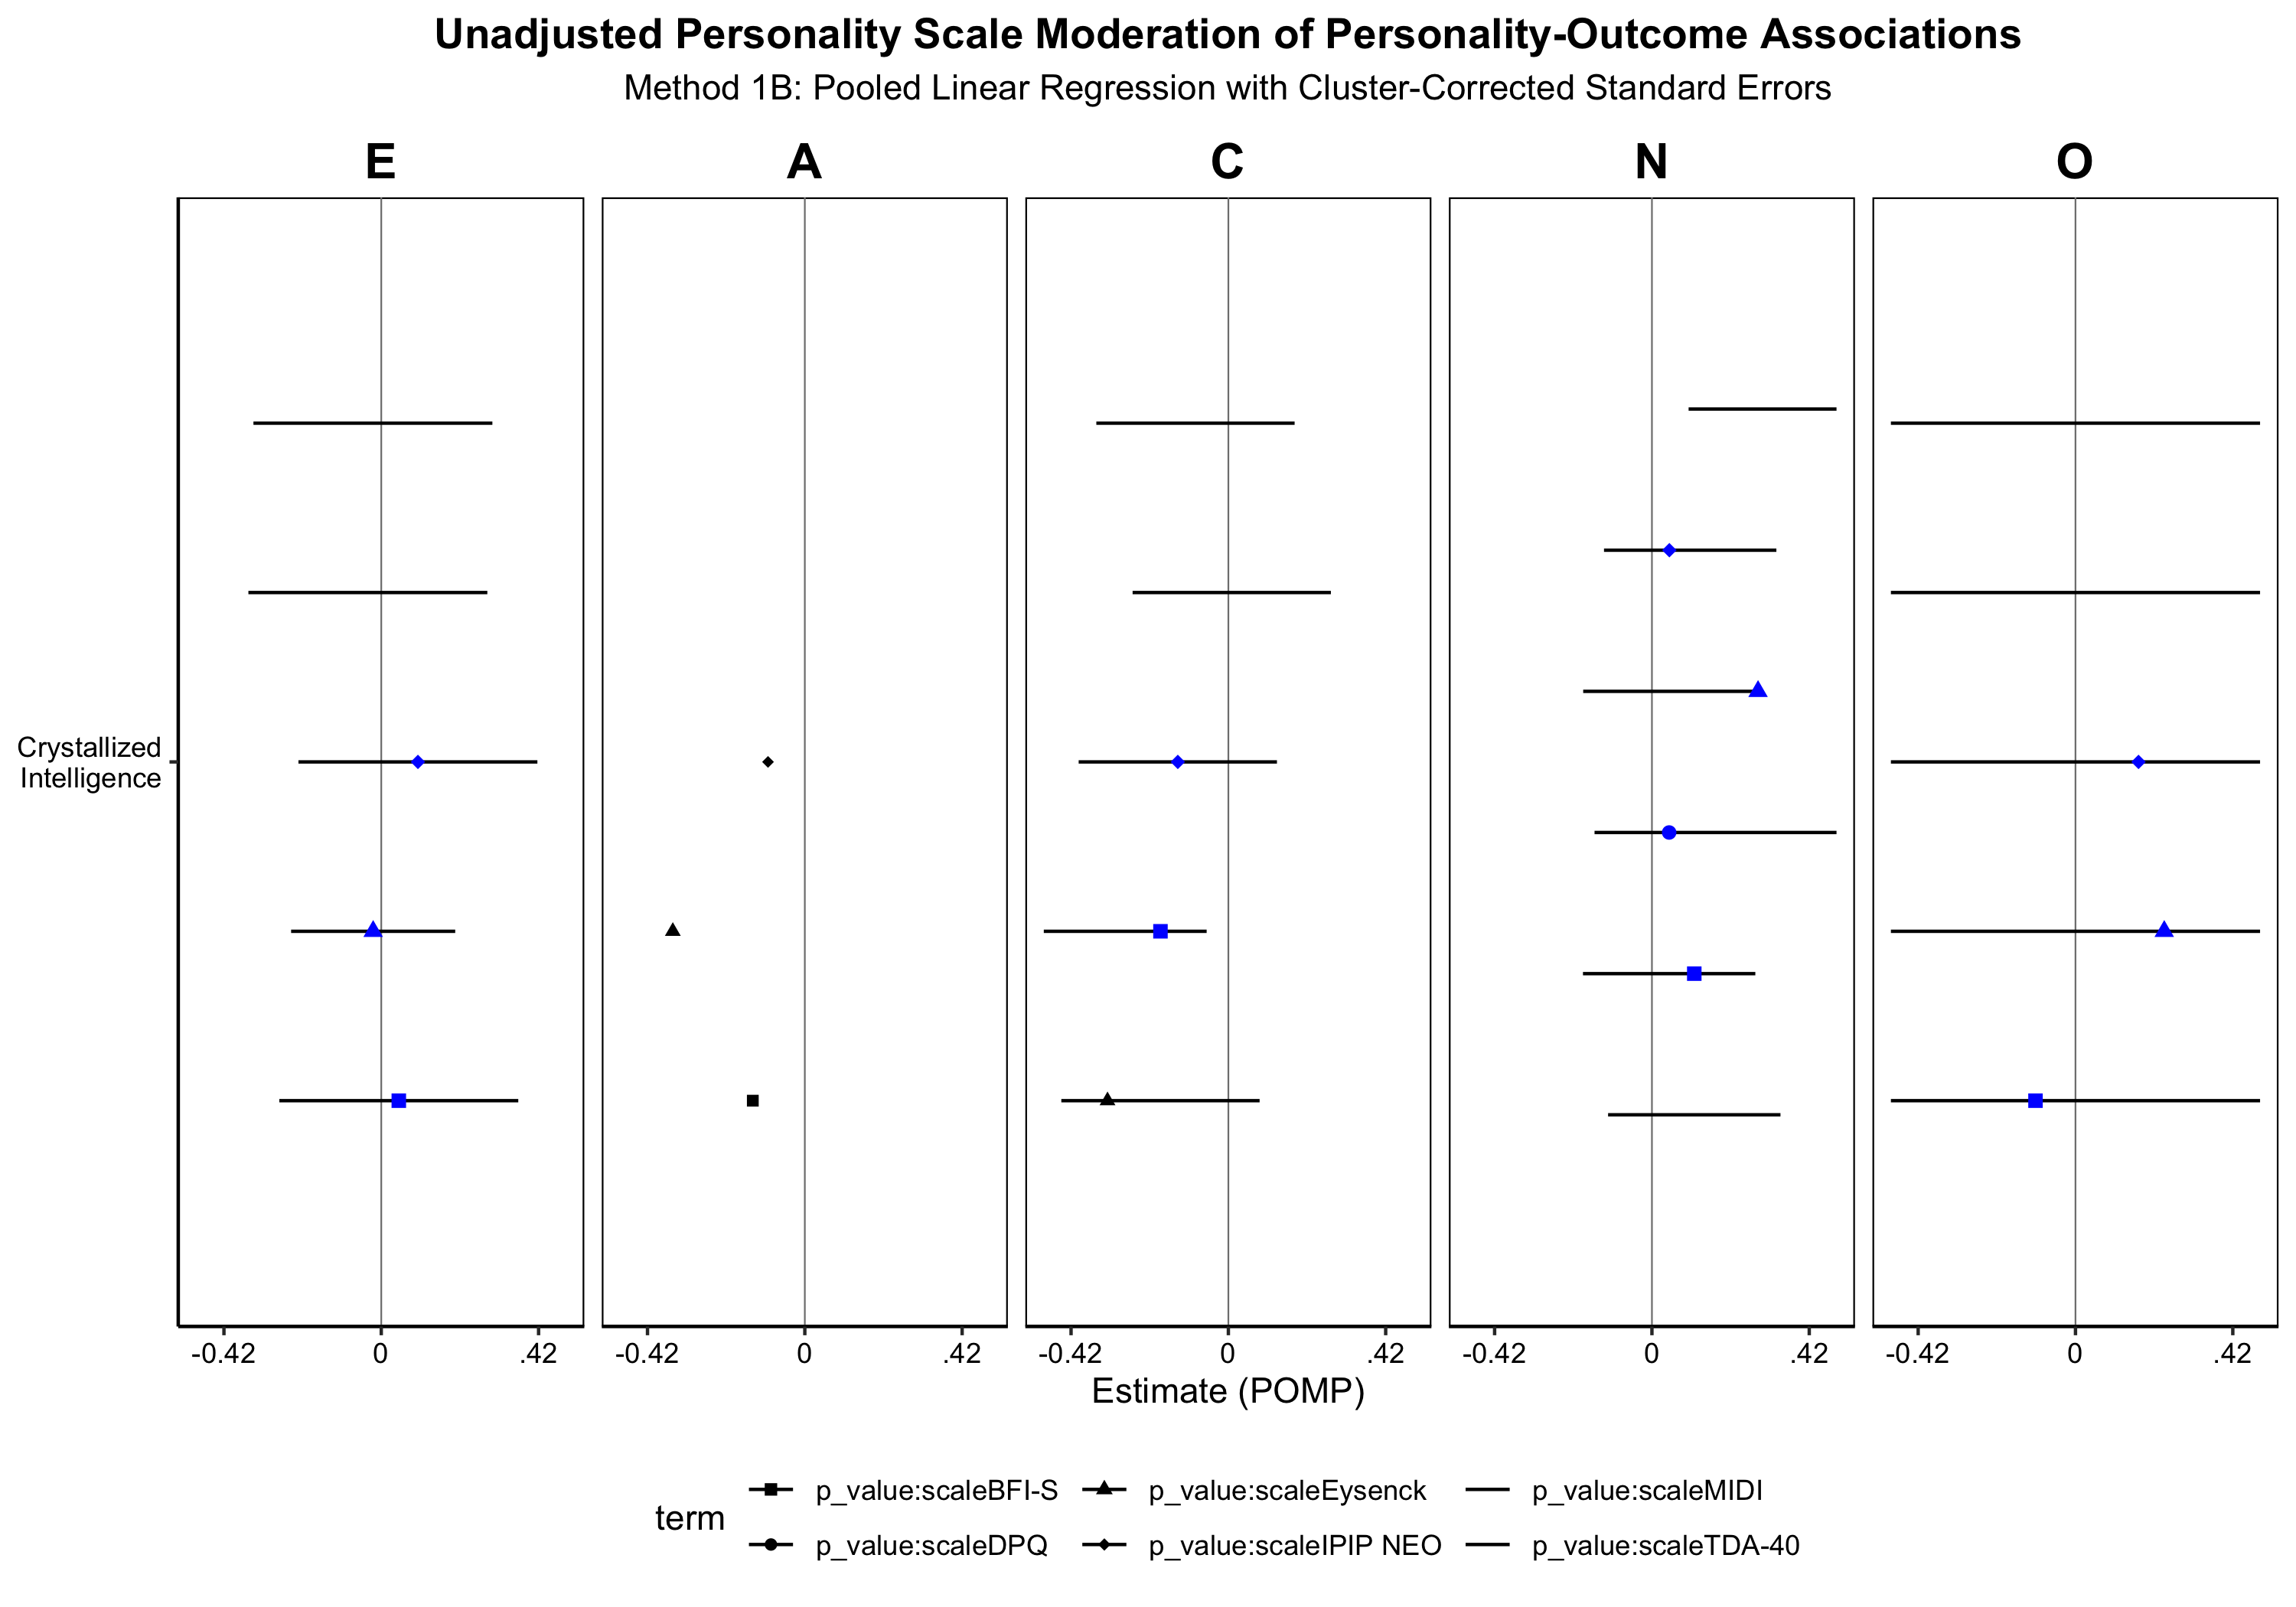 Unadjusted Personality Scale Moderation of Personality-Outcome Associations
Method 1B: Pooled Linear Regression with Cluster-Corrected Standard Errors
E A C N O
Crystallized
Intelligence
-0.42 0 .42 -0.42 0 .42 -0.42 0 .42 -0.42 0 .42 -0.42 0 .42
Estimate (POMP)
term
p_value:scaleBFI-S p_value:scaleEysenck p_value:scaleMIDI
p_value:scaleDPQ p_value:scaleIPIP NEO p_value:scaleTDA-40